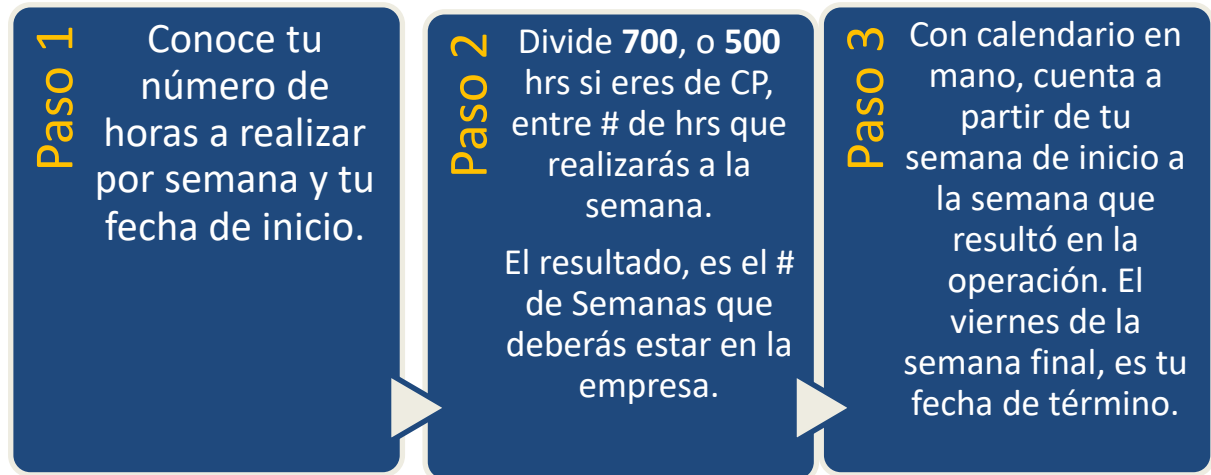 Paso 1
Conoce tu
número de
horas a realizar
por semana y tu
fecha de inicio.
Paso 2
Divide 700, o 500
hrs si eres de CP,
entre # de hrs que
realizarás a la
semana.
El resultado, es el #
de Semanas que
deberás estar en la
empresa.
Paso 3
Con calendario en
mano, cuenta a
partir de tu
semana de inicio a
la semana que
resultó en la
operación. El
viernes de la
semana final, es tu
fecha de término.